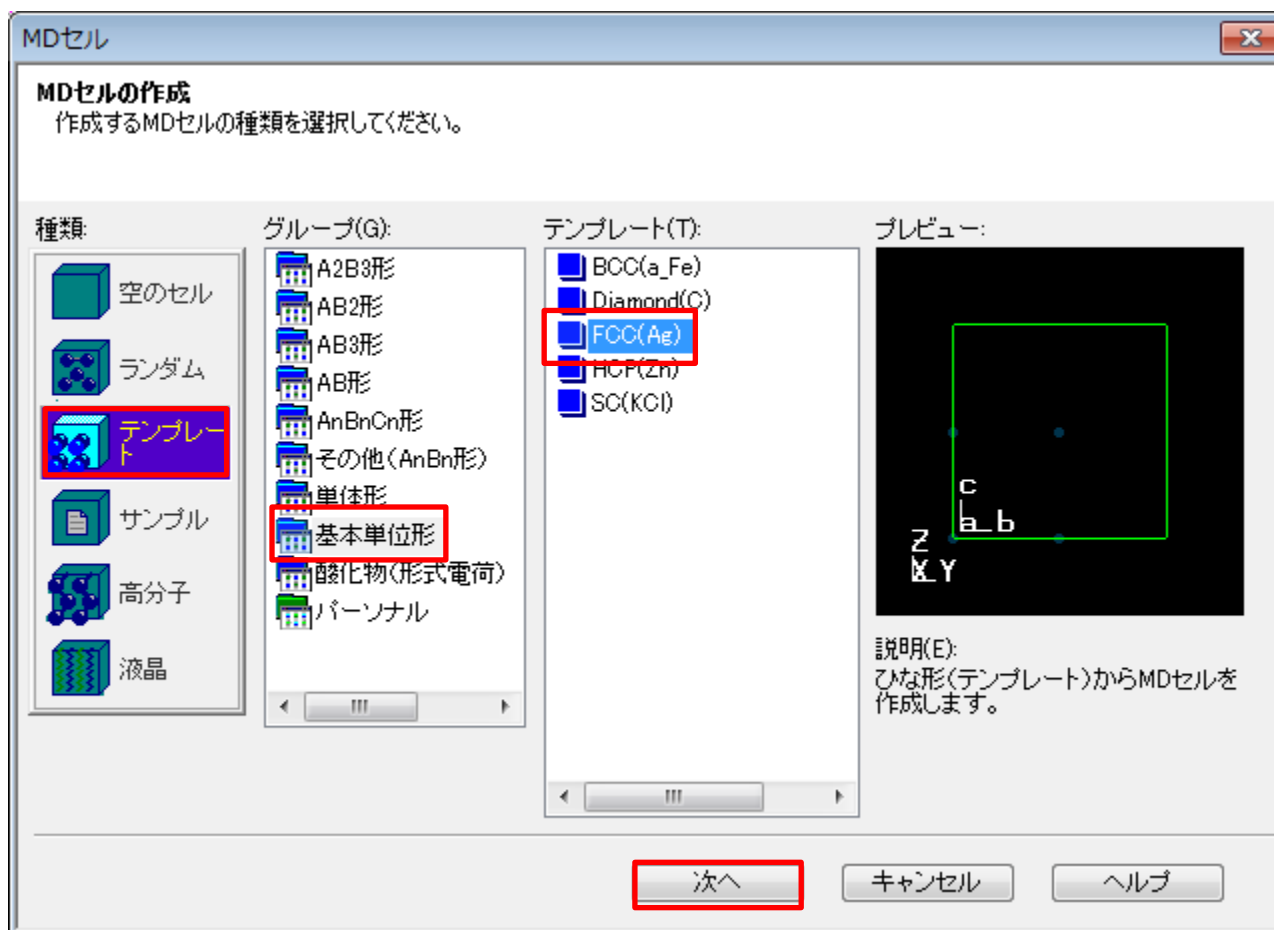 MDセル
MDセルの作成
作成するMDセルの種類を選択してください。
種類:
空のセル
ランダム
テンプレー
ト
サンプル
高分子
液晶
グループ(G):
A2B3形
AB2形
AB3形
AB形
AnBnCn形
その他(AnBn形)
単体形
基本単位形
酸化物(形式電荷)
パーソナル
テンプレート(T):
BCC(a_Fe)
Diamond(C)
FCC(Ag)
HCP(Zn)
SC(KCl)
プレビュー:
c
a b
Z
X Y
説明(E):
ひな形(テンプレート)からMDセルを
作成します。
次へ
キャンセル
ヘルプ